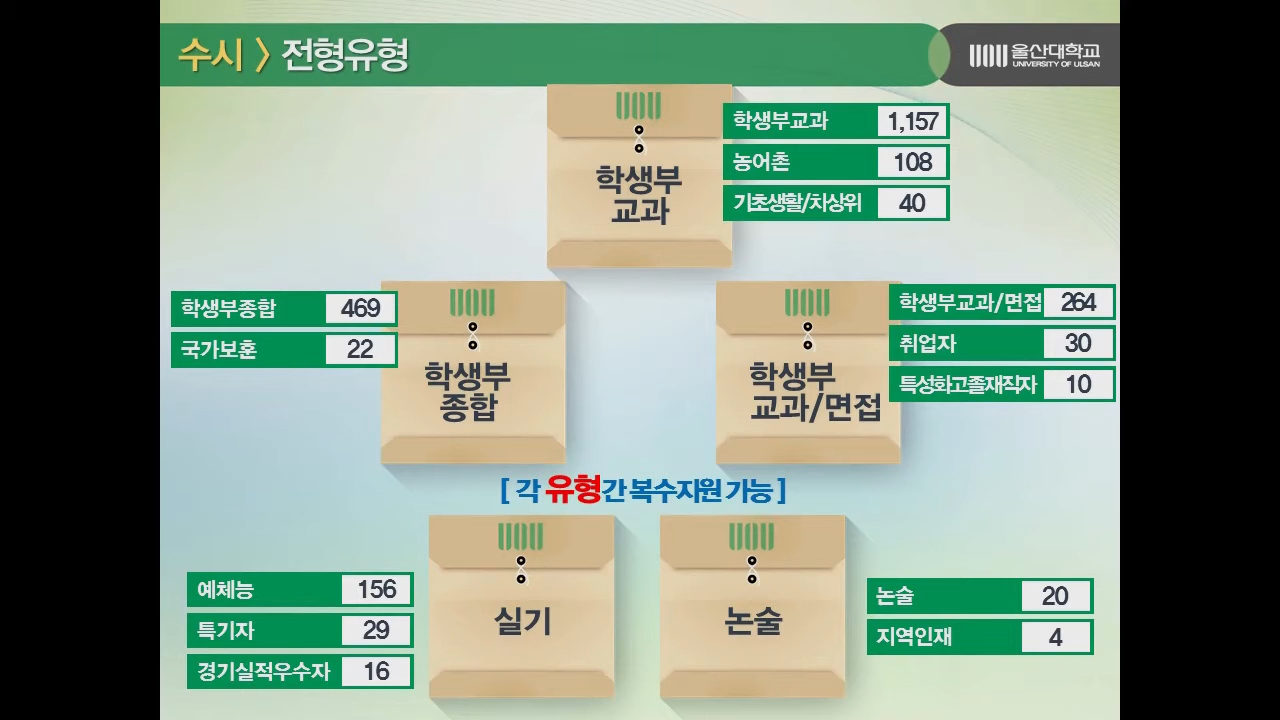 수시 > 전형유형
울산대학교
UNIVERSITY OF ULSAN
학생부
교과
학생부교과 1,157
농어촌 108
기초생활/차상위 40
학생부종합 469
국가보훈 22
학생부
종합
학생부
교과/면접
학생부교과/면접 264
취업자 30
특성화고졸재직자 10
[ 각 유형간 복수지원 가능 ]
예체능 156
특기자 29
경기실적우수자 16
실기
논술
논술 20
지역인재 4